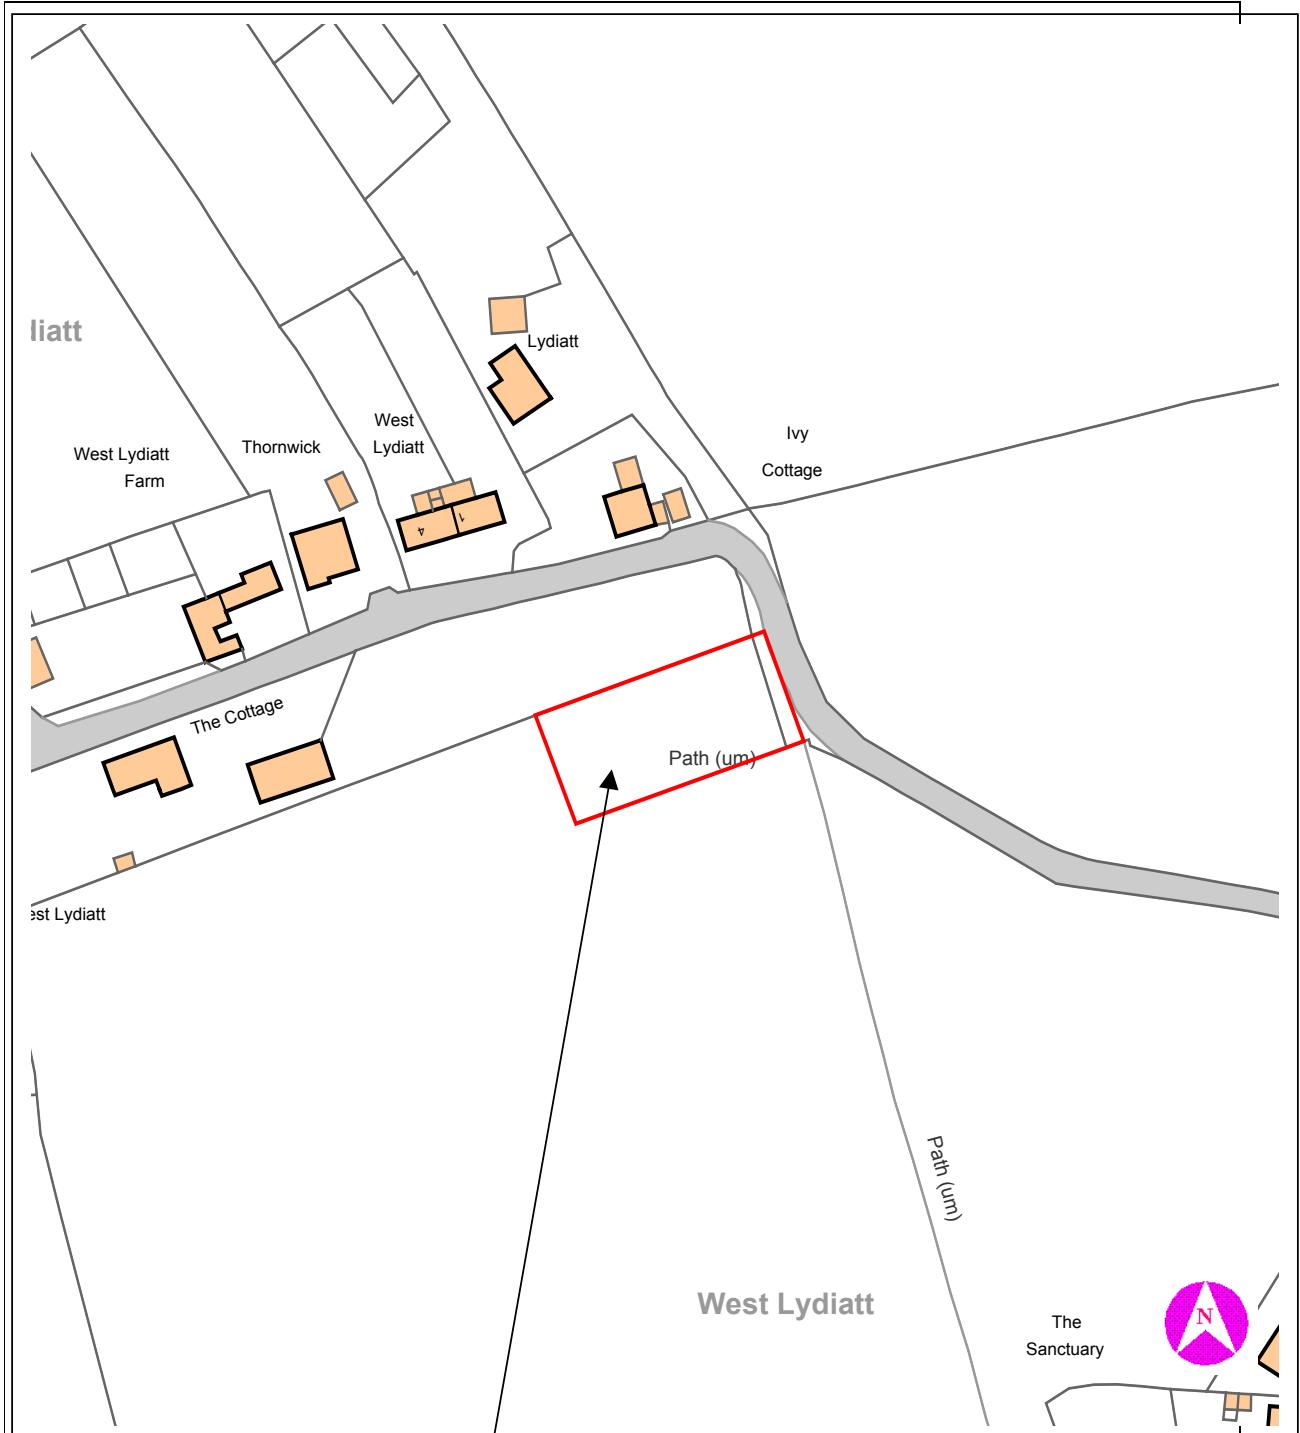 diatt
Lydiatt
West
Lydiatt
Ivy
Cottage
Thornwick
West Lydiatt
Farm
4
1
The Cottage
Path (um)
est Lydiatt
Path (um)
West Lydiatt
The
Sanctuary
N